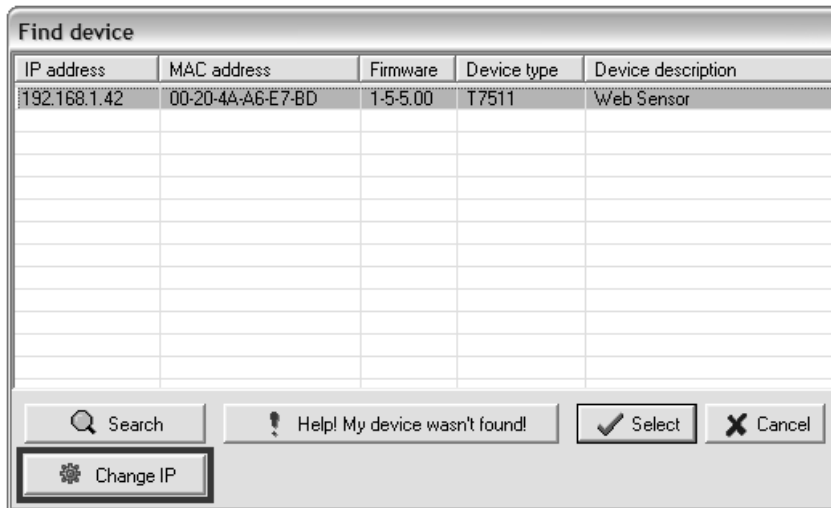 Find device
IP address MAC address Firmware Device type Device description
192.168.1.42 00-20-4A-A6-E7-BD 1-5-5.00 T7511 Web Sensor
Search Help! My device wasn't found! Select Cancel
Change IP